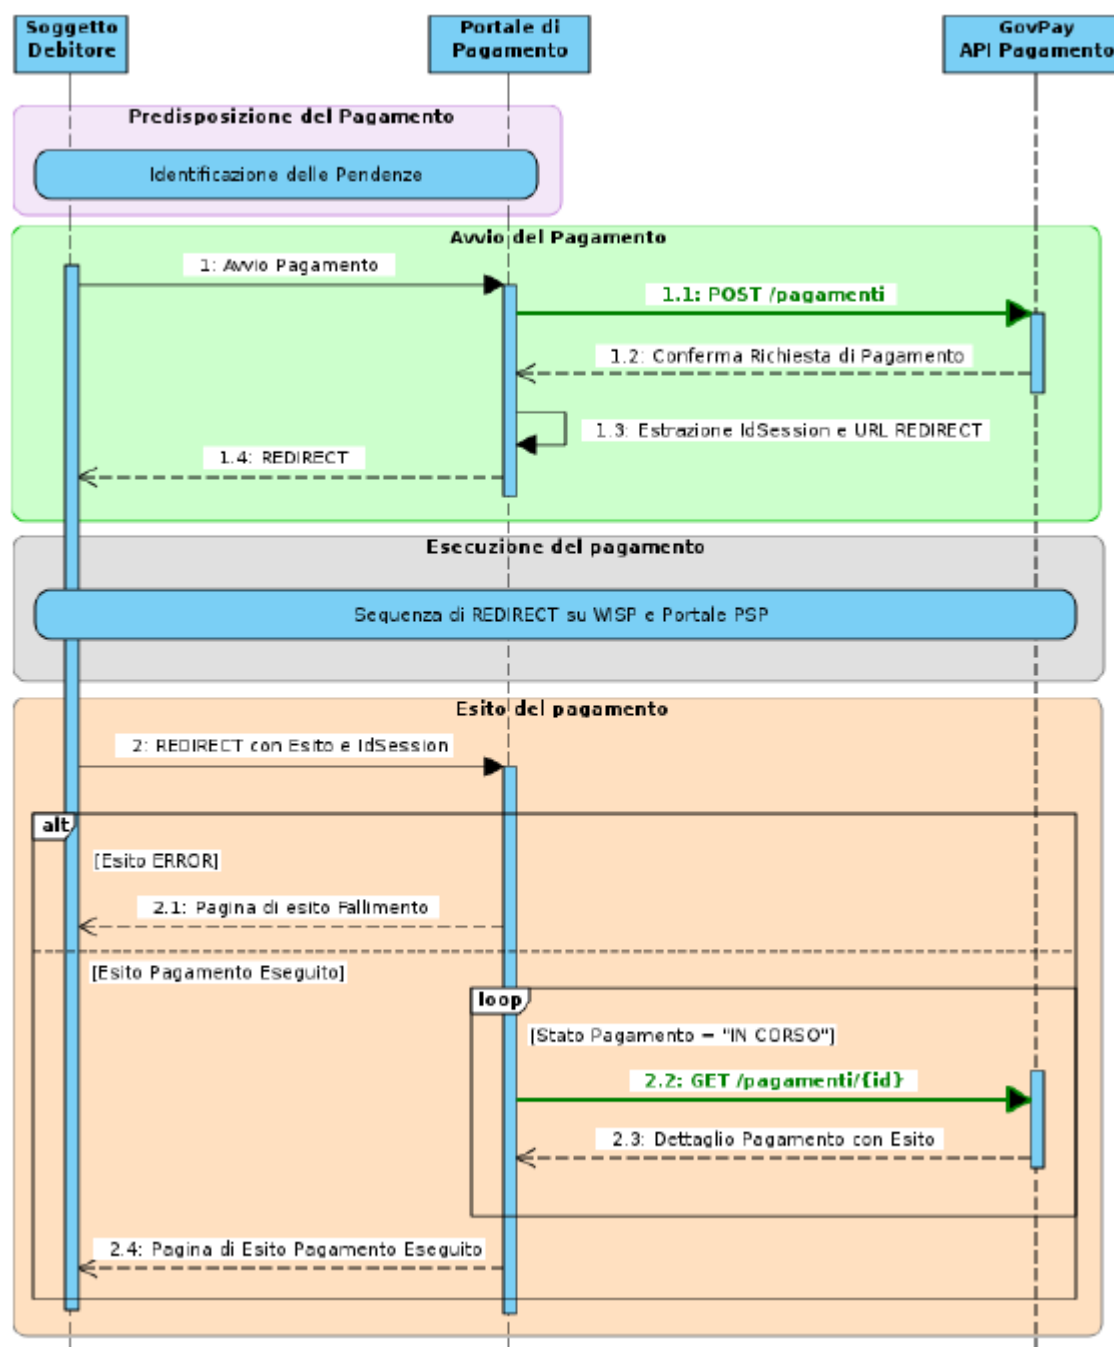 Soggetto
Debitore
Portale di
Pagamento
GovPay
API Pagamento
Predisposizione del Pagamento
Identificazione delle Pendenze
Avvio del Pagamento
1: Avvio Pagamento
1.1: POST /pagamenti
1.2: Conferma Richiesta di Pagamento
1.3: Estrazione IdSession e URL REDIRECT
1.4: REDIRECT
Esecuzione del pagamento
Sequenza di REDIRECT su WISP e Portale PSP
Esito del pagamento
2: REDIRECT con Esito e IdSession
alt
[Esito ERROR]
2.1: Pagina di esito Fallimento
[Esito Pagamento Eseguito]
loop
[Stato Pagamento = "IN CORSO"]
2.2: GET /pagamenti/{id}
2.3: Dettaglio Pagamento con Esito
2.4: Pagina di Esito Pagamento Eseguito